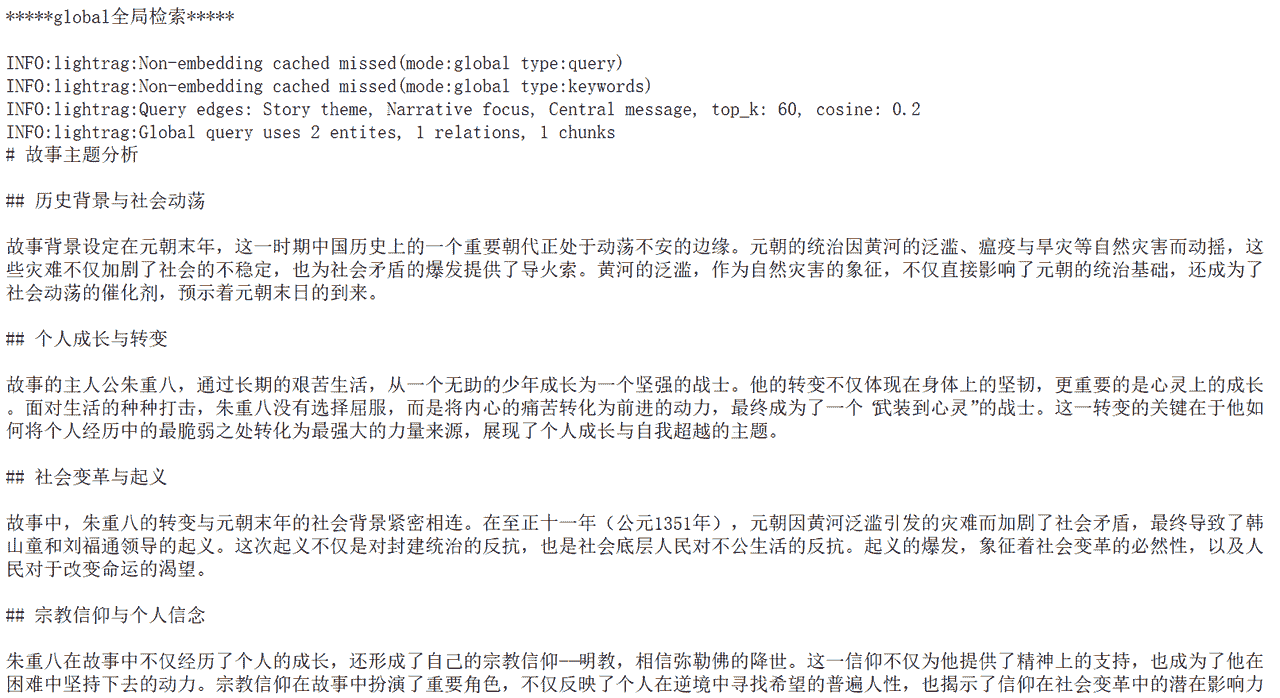 *****global全局检索*****
INFO:lightrag:Non-embedding cached missed(mode:global type:query)
INFO:lightrag:Non-embedding cached missed(mode:global type:keywords)
INFO:lightrag:Query edges: Story theme, Narrative focus, Central message, top_k: 60, cosine: 0.2
INFO:lightrag:Global query uses 2 entites, 1 relations, 1 chunks
# 故事主题分析
## 历史背景与社会动荡
故事背景设定在元朝末年，这一时期中国历史上的一个重要朝代正处于动荡不安的边缘。元朝的统治因黄河的泛滥、瘟疫与旱灾等自然灾害而动摇，这
些灾难不仅加剧了社会的不稳定，也为社会矛盾的爆发提供了导火索。黄河的泛滥，作为自然灾害的象征，不仅直接影响了元朝的统治基础，还成为了
社会动荡的催化剂，预示着元朝末日的到来。
## 个人成长与转变
故事的主人公朱重八，通过长期的艰苦生活，从一个无助的少年成长为一个坚强的战士。他的转变不仅体现在身体上的坚韧，更重要的是心灵上的成长
。面对生活的种种打击，朱重八没有选择屈服，而是将内心的痛苦转化为前进的动力，最终成为了一个“武装到心灵”的战士。这一转变的关键在于他如
何将个人经历中的最脆弱之处转化为最强大的力量来源，展现了个人成长与自我超越的主题。
## 社会变革与起义
故事中，朱重八的转变与元朝末年的社会背景紧密相连。在至正十一年（公元1351年），元朝因黄河泛滥引发的灾难而加剧了社会矛盾，最终导致了韩
山童和刘福通领导的起义。这次起义不仅是对封建统治的反抗，也是社会底层人民对不公生活的反抗。起义的爆发，象征着社会变革的必然性，以及人
民对于改变命运的渴望。
## 宗教信仰与个人信念
朱重八在故事中不仅经历了个人的成长，还形成了自己的宗教信仰——明教，相信弥勒佛的降世。这一信仰不仅为他提供了精神上的支持，也成为了他在
困难中坚持下去的动力。宗教信仰在故事中扮演了重要角色，不仅反映了个人在逆境中寻找希望的普遍人性，也揭示了信仰在社会变革中的潜在影响力